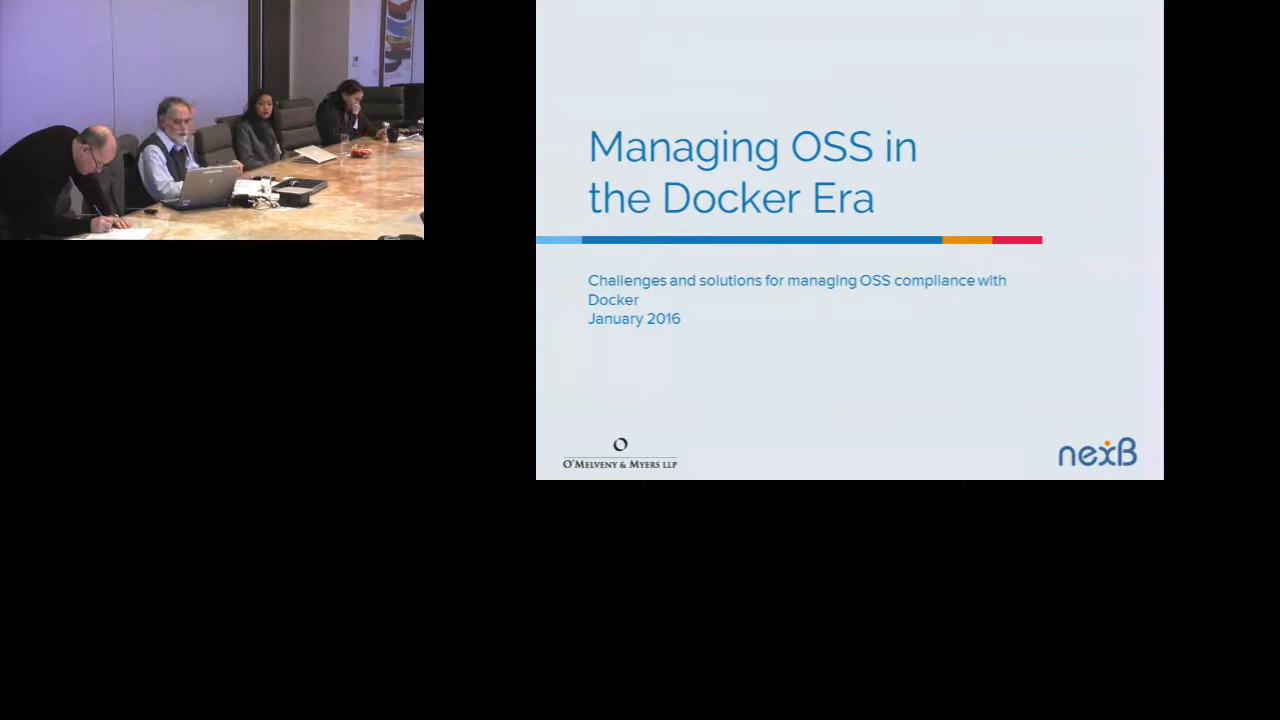 Managing OSS in
the Docker Era
Challenges and solutions for managing OSS compliance with
Docker
January 2016
O'MELVENY & MYERS LLP
nexB